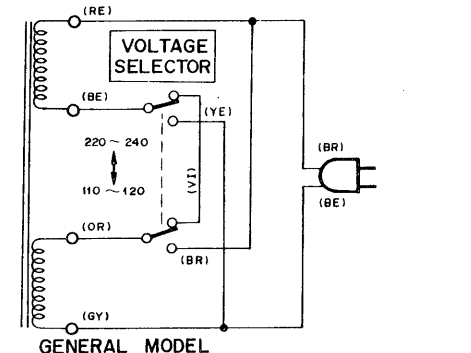 (RE)
VOLTAGE
SELECTOR
(BE)
(YE)
220~240
(BR)
(VI)
110~120
(BE)
(OR)
(BR)
(GY)
GENERAL MODEL